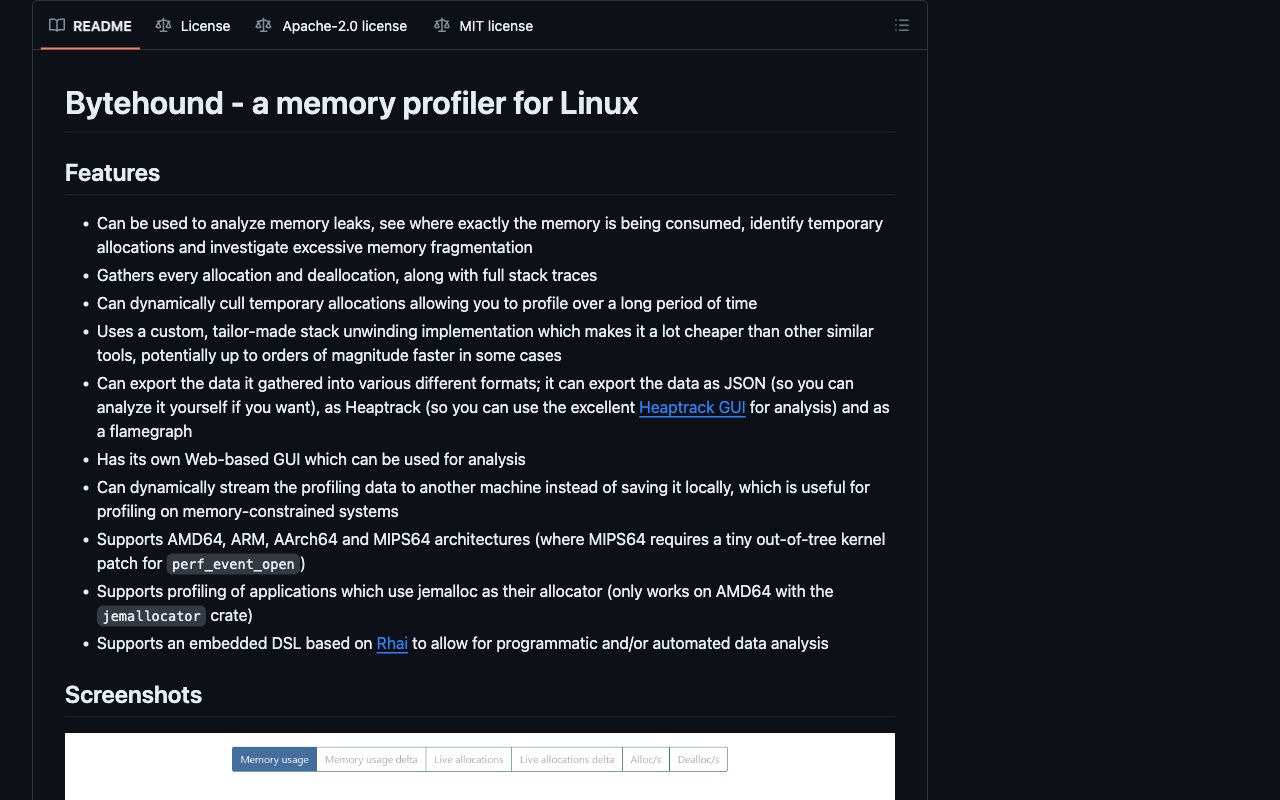 README License Apache-2.0 license MIT license
Bytehound - a memory profiler for Linux
Features
• Can be used to analyze memory leaks, see where exactly the memory is being consumed, identify temporary
allocations and investigate excessive memory fragmentation
• Gathers every allocation and deallocation, along with full stack traces
• Can dynamically cull temporary allocations allowing you to profile over a long period of time
• Uses a custom, tailor-made stack unwinding implementation which makes it a lot cheaper than other similar
tools, potentially up to orders of magnitude faster in some cases
• Can export the data it gathered into various different formats; it can export the data as JSON (so you can
analyze it yourself if you want), as Heaptrack (so you can use the excellent Heaptrack GUI for analysis) and as
a flamegraph
• Has its own Web-based GUI which can be used for analysis
• Can dynamically stream the profiling data to another machine instead of saving it locally, which is useful for
profiling on memory-constrained systems
• Supports AMD64, ARM, AArch64 and MIPS64 architectures (where MIPS64 requires a tiny out-of-tree kernel
patch for perf_event_open)
• Supports profiling of applications which use jemalloc as their allocator (only works on AMD64 with the
jemallocator crate)
• Supports an embedded DSL based on Rhai to allow for programmatic and/or automated data analysis
Screenshots
Memory usage Memory usage delta Live allocations Live allocations delta Alloc/s Dealloc/s